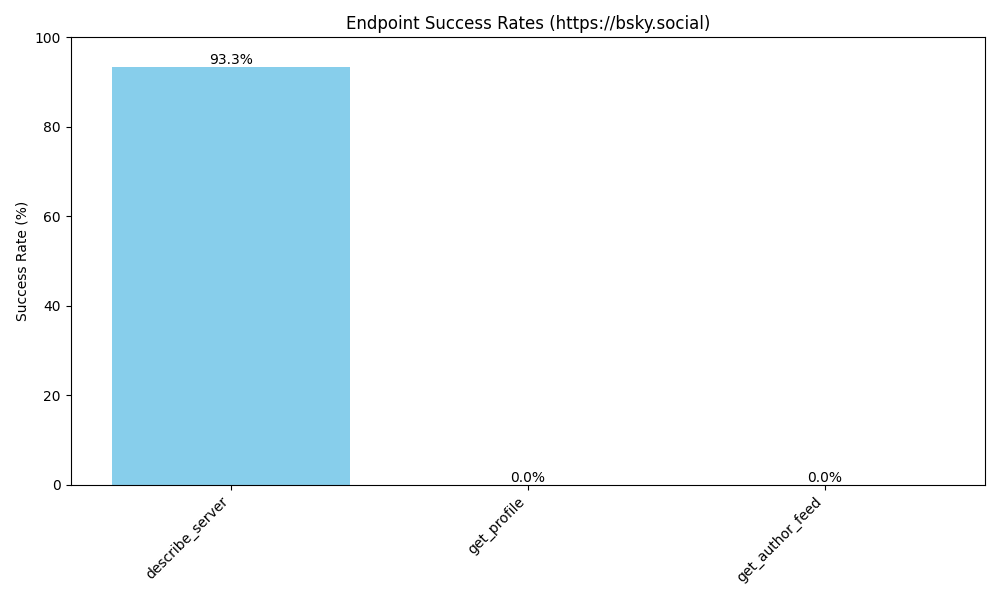 Endpoint Success Rates (https://bsky.social)
Success Rate (%)
100
80
60
40
20
0
93.3%
0.0%
0.0%
describe_server
get_profile
get_author_feed